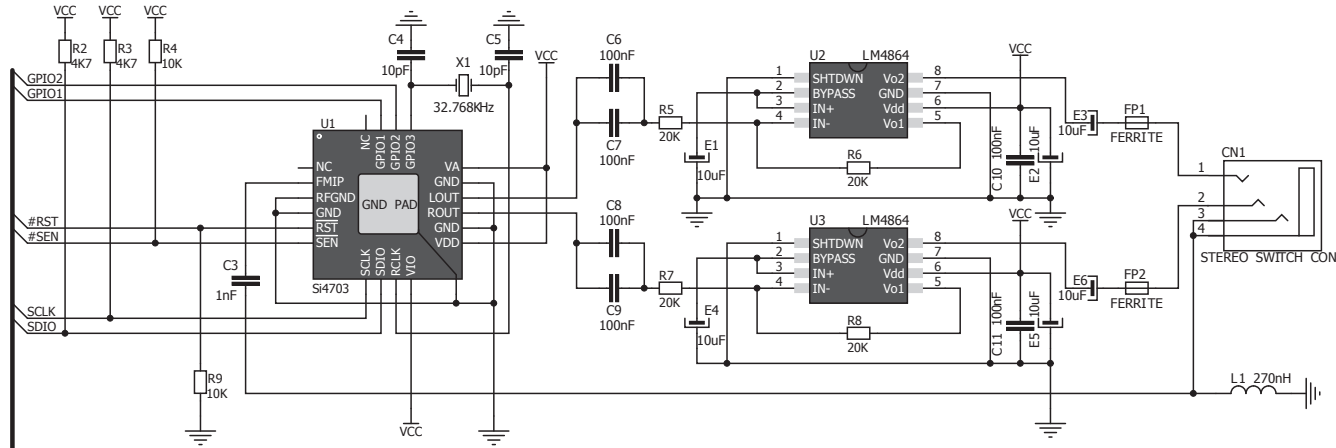 VCC VCC VCC
R2 4K7
R3 4K7
R4 10K
GPIO2
GPIO1
#RST
#SEN
SCLK
SDIO
C4 10pF
C5 10pF
X1
32.768KHz
VCC
U1
NC
GPIO1
GPIO2
GPIO3
NC
FMIP
RFGND
GND
RST
SEN
GND PAD
VA
GND
LOUT
ROUT
GND
VDD
SCLK
SDIO
RCLK
VIO
Si4703
C3
1nF
R9
10K
VCC
C6
100nF
C7
100nF
R5
20K
C8
100nF
C9
100nF
R7
20K
U2 LM4864
1 SHTDWN Vo2 8
2 BYPASS GND 7
3 IN+ Vdd 6
4 IN- Vo1 5
E1
10uF
R6
20K
VCC
C10 100nF
E2 10uF
E3
10uF
FP1
FERRITE
U3 LM4864
1 SHTDWN Vo2 8
2 BYPASS GND 7
3 IN+ Vdd 6
4 IN- Vo1 5
E4
10uF
R8
20K
VCC
C11 100nF
E5 10uF
E6
10uF
FP2
FERRITE
CN1
1
2
3
4
STEREO SWITCH CON
L1 270nH